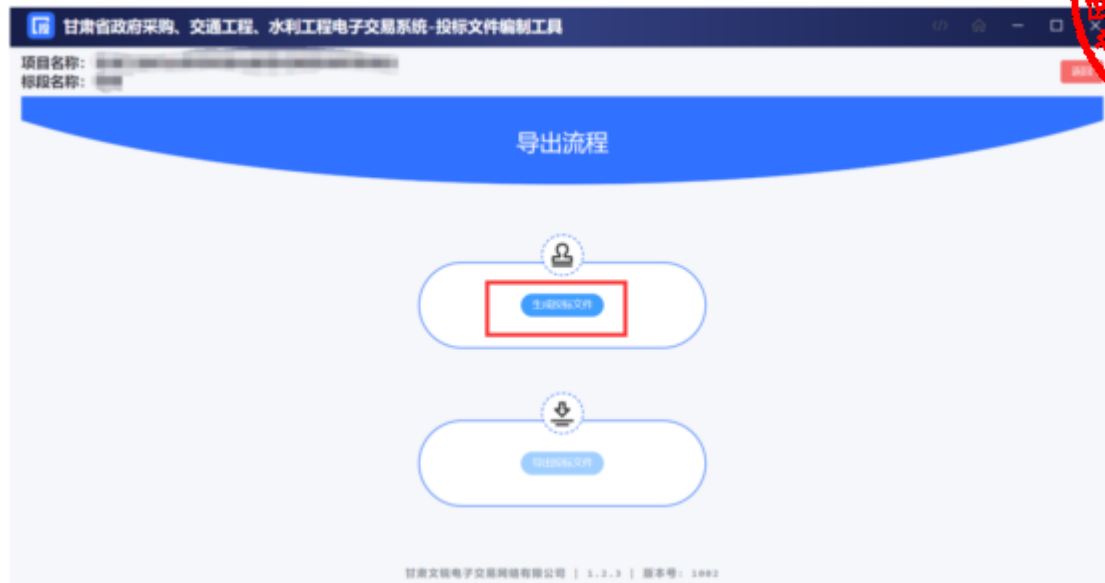 甘肃省政府采购、交通工程、水利工程电子交易系统-投标文件编制工具
项目名称：
标段名称：
返回
导出流程
生成投标文件
导出投标文件
甘肃文锐电子交易网络有限公司 | 1.2.3 | 版本号: 1002